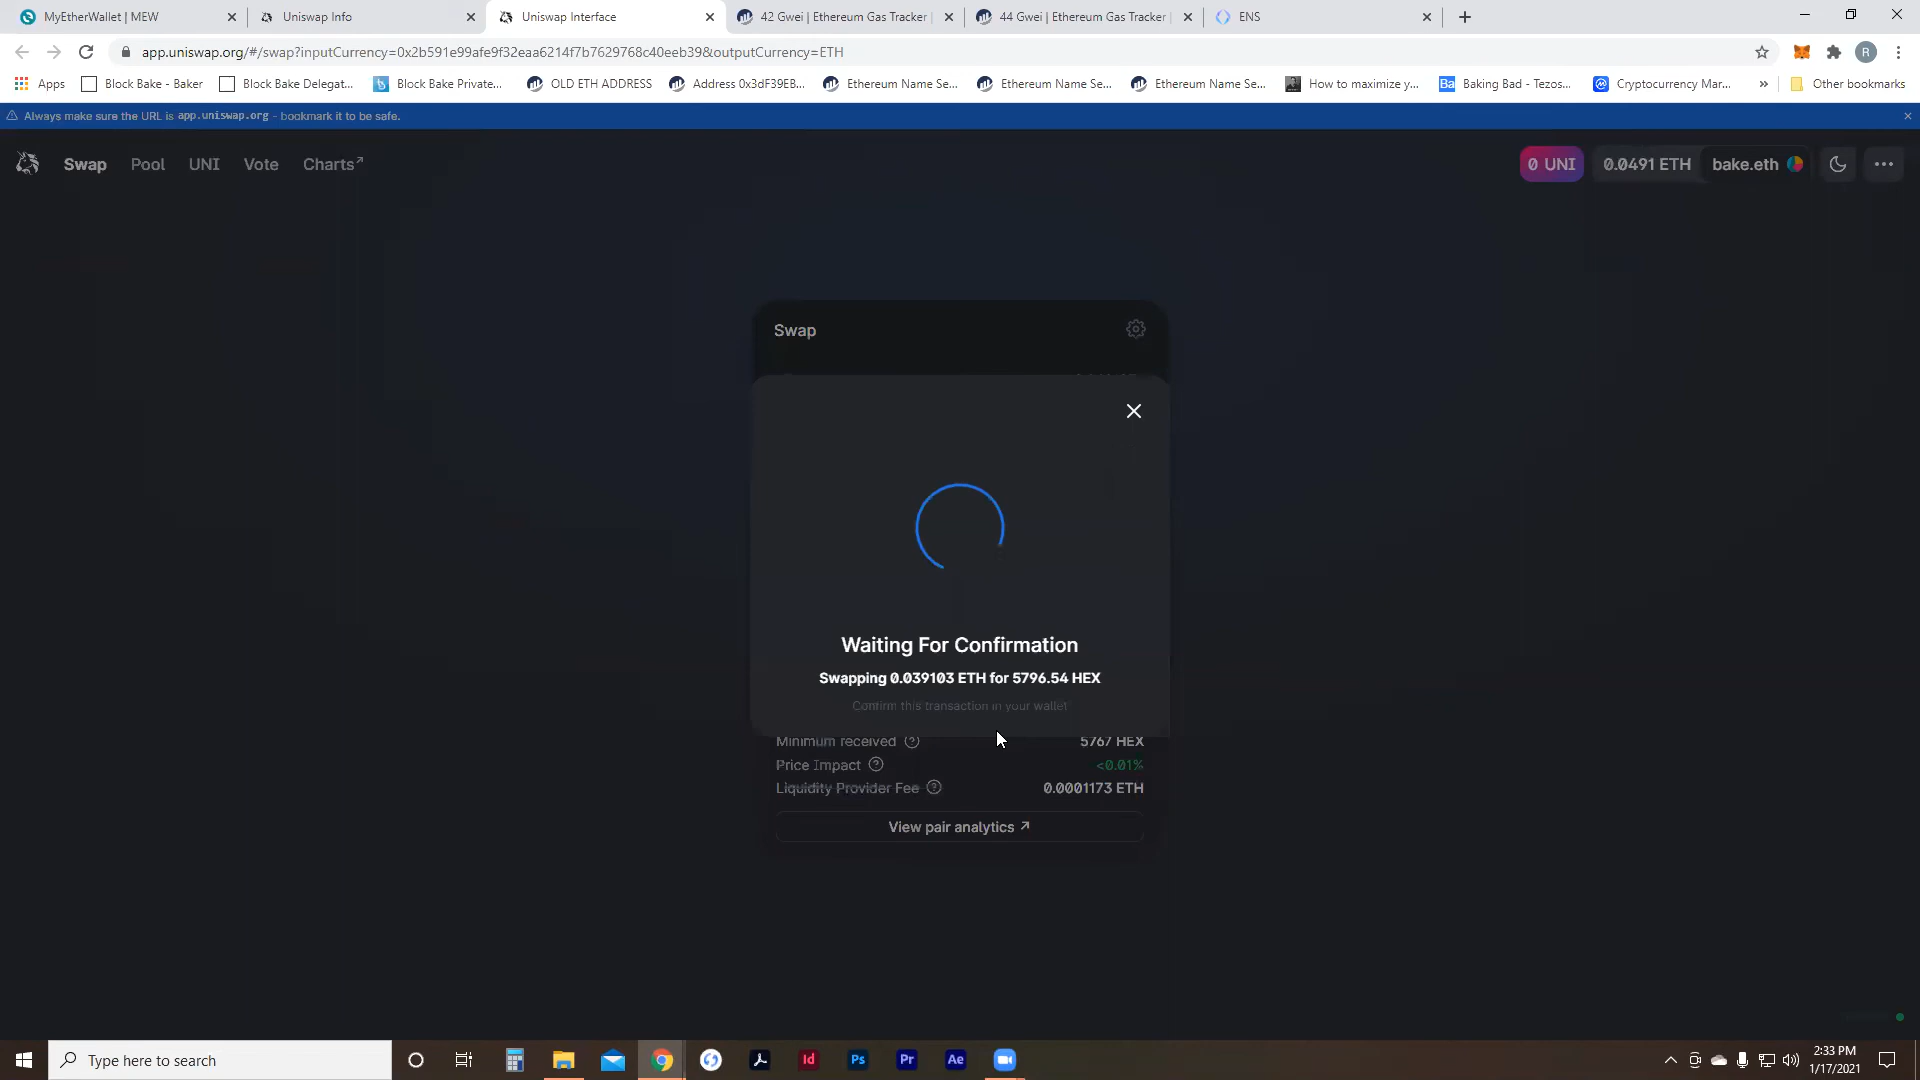 MyEtherWallet | MEW
Uniswap Info
Uniswap Interface
42 Gwei | Ethereum Gas Tracker |
44 Gwei | Ethereum Gas Tracker |
ENS
app.uniswap.org/#/swap?inputCurrency=0x2b591e99afe9f32eaa6214f7b7629768c40eeb39&outputCurrency=ETH
R
Apps
Block Bake - Baker
Block Bake Delegat...
Block Bake Private...
OLD ETH ADDRESS
Address 0x3dF39EB...
Ethereum Name Se...
Ethereum Name Se...
Ethereum Name Se...
How to maximize y...
Ba Baking Bad - Tezos...
Cryptocurrency Mar...
»
Other bookmarks
Always make sure the URL is app.uniswap.org - bookmark it to be safe.
Swap
Pool
UNI
Vote
Charts↗
0 UNI
0.0491 ETH
bake.eth
Swap
Waiting For Confirmation
Swapping 0.039103 ETH for 5796.54 HEX
Confirm this transaction in your wallet
Minimum received ? 5767 HEX
Price Impact ? <0.01%
Liquidity Provider Fee ? 0.0001173 ETH
View pair analytics ↗
Type here to search
Id
Ps
Pr
Ae
2:33 PM
1/17/2021